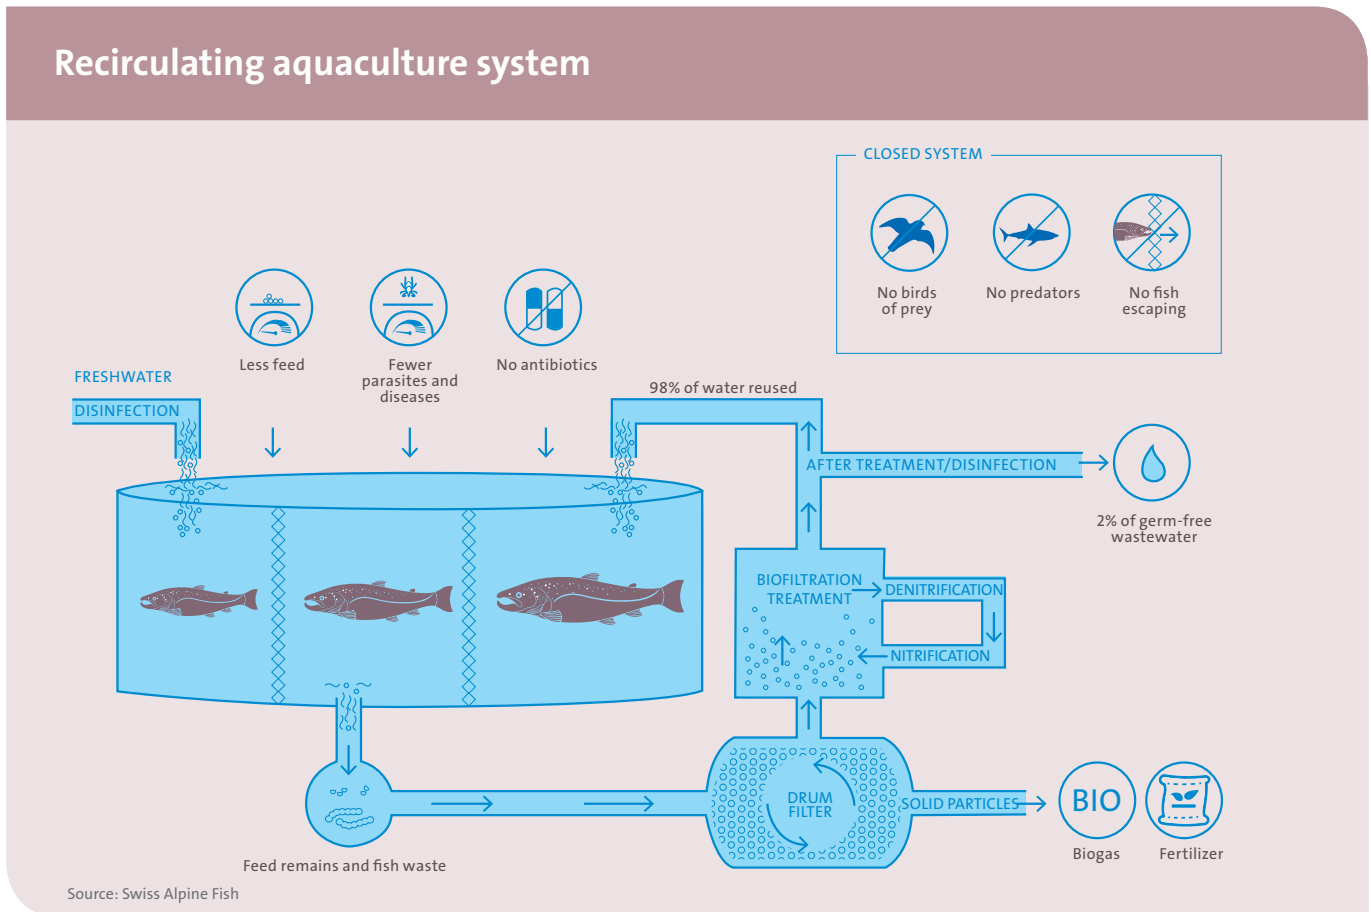 Recirculating aquaculture system
CLOSED SYSTEM
No birds
of prey
No predators
No fish
escaping
Less feed
Fewer
parasites and
diseases
No antibiotics
FRESHWATER
DISINFECTION
98% of water reused
AFTER TREATMENT/DISINFECTION
2% of germ-free
wastewater
BIOFILTRATION
TREATMENT
DENITRIFICATION
NITRIFICATION
DRUM
FILTER
SOLID PARTICLES
BIO
Biogas
Fertilizer
Feed remains and fish waste
Source: Swiss Alpine Fish